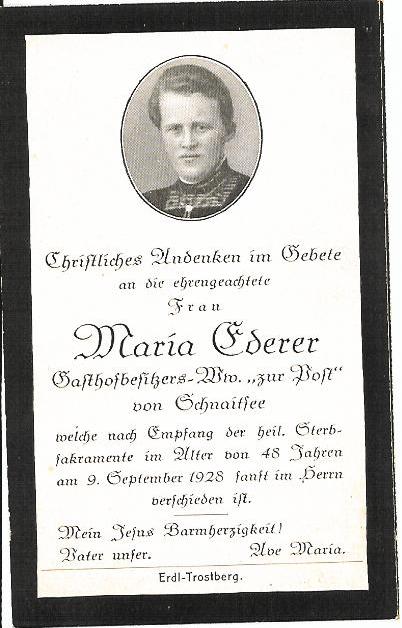 Christliches Andenken im Gebete
an die ehrengeachtete
Frau
Maria Ederer
Gasthofbesitzers-Ww. „zur Post“
von Schnaitsee
welche nach Empfang der heil. Sterb-
sakramente im Alter von 48 Jahren
am 9. September 1928 sanft im Herrn
verschieden ist.
Mein Jesus Barmherzigkeit!
Vater unser. Ave Maria.
Erdl-Trostberg.